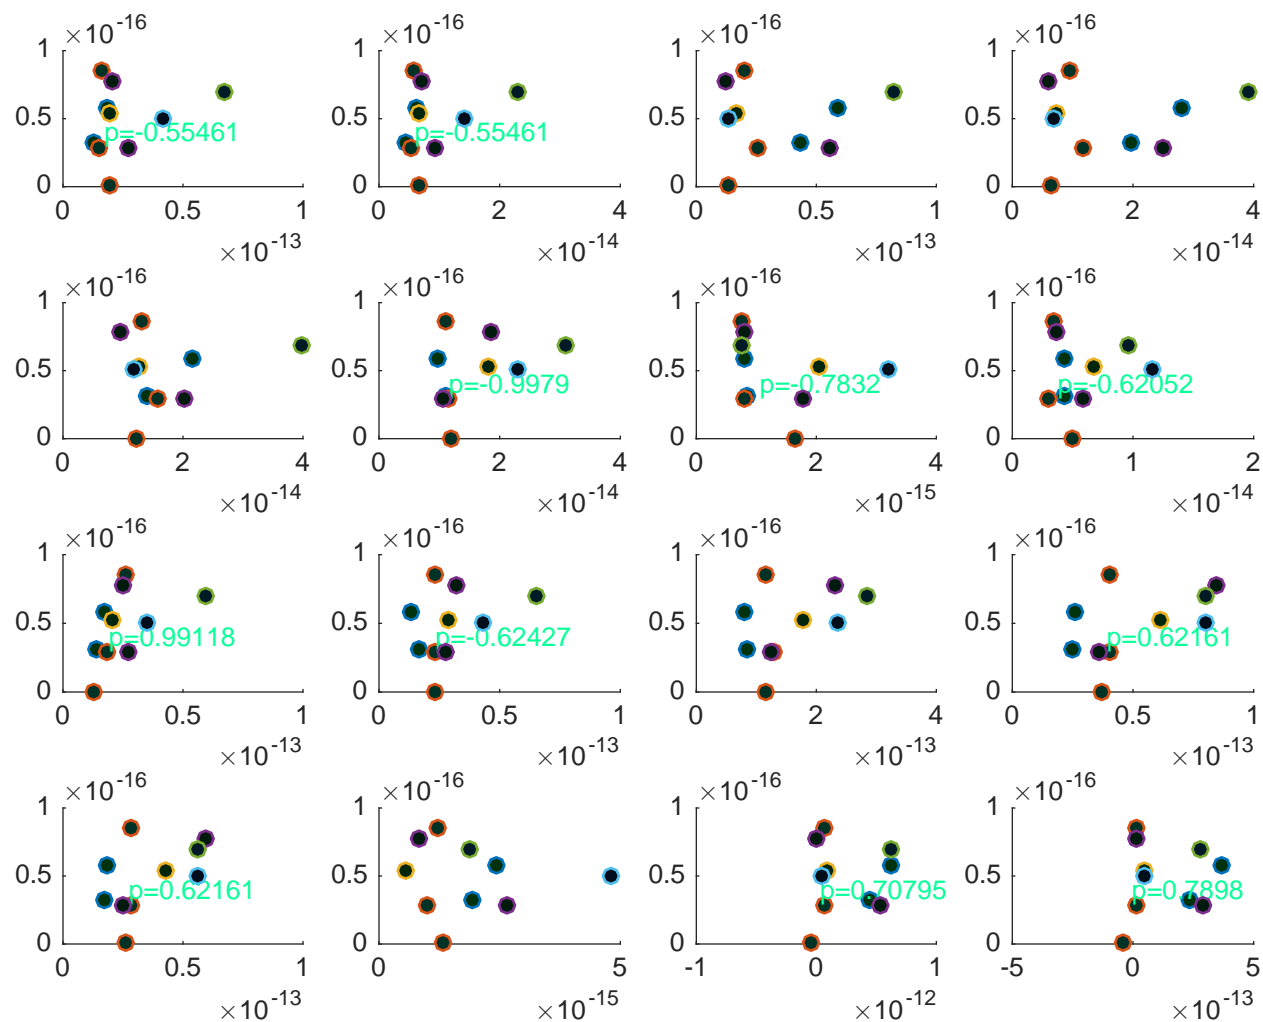 ×10-16 ×10-16 ×10-16 ×10-16
1 1 1 1
0.5 0.5 0.5 0.5
p=-0.55461 p=-0.55461
0 0 0 0
0 0.5 1 0 2 4 0 0.5 1 0 2 4
×10-13 ×10-14 ×10-13 ×10-14
×10-16 ×10-16 ×10-16 ×10-16
1 1 1 1
0.5 0.5 0.5 0.5
p=-0.9979 p=-0.7832 p=-0.62052
0 0 0 0
0 2 4 0 2 4 0 2 4 0 1 2
×10-14 ×10-14 ×10-15 ×10-14
×10-16 ×10-16 ×10-16 ×10-16
1 1 1 1
0.5 0.5 0.5 0.5
p=0.99118 p=-0.62427 p=0.62161
0 0 0 0
0 0.5 1 0 0.5 1 0 2 4 0 0.5 1
×10-13 ×10-13 ×10-13 ×10-13
×10-16 ×10-16 ×10-16 ×10-16
1 1 1 1
0.5 0.5 0.5 0.5
p=0.62161 p=0.70795 p=0.7898
0 0 0 0
0 0.5 1 0 5 -1 0 1 -5 0 5
×10-13 ×10-15 ×10-12 ×10-13